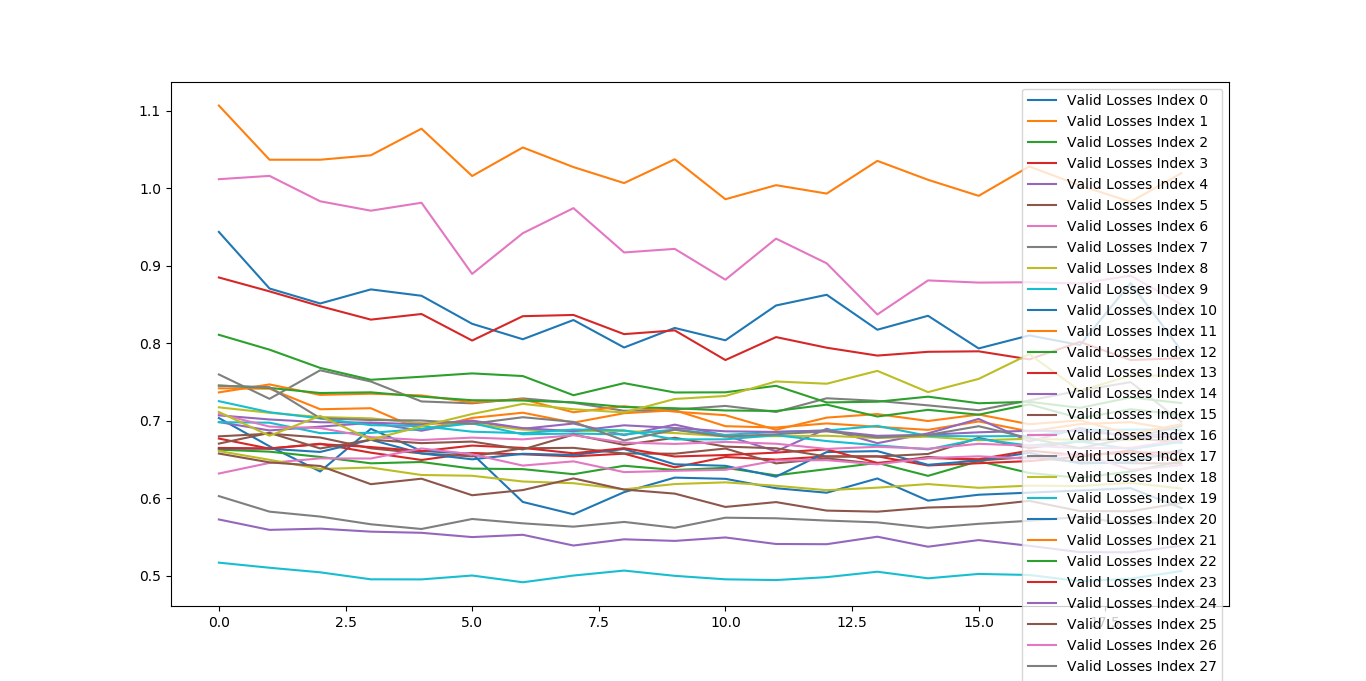 1.1
1.0
0.9
0.8
0.7
0.6
0.5
0.0 2.5 5.0 7.5 10.0 12.5 15.0 17.5
Valid Losses Index 0
Valid Losses Index 1
Valid Losses Index 2
Valid Losses Index 3
Valid Losses Index 4
Valid Losses Index 5
Valid Losses Index 6
Valid Losses Index 7
Valid Losses Index 8
Valid Losses Index 9
Valid Losses Index 10
Valid Losses Index 11
Valid Losses Index 12
Valid Losses Index 13
Valid Losses Index 14
Valid Losses Index 15
Valid Losses Index 16
Valid Losses Index 17
Valid Losses Index 18
Valid Losses Index 19
Valid Losses Index 20
Valid Losses Index 21
Valid Losses Index 22
Valid Losses Index 23
Valid Losses Index 24
Valid Losses Index 25
Valid Losses Index 26
Valid Losses Index 27